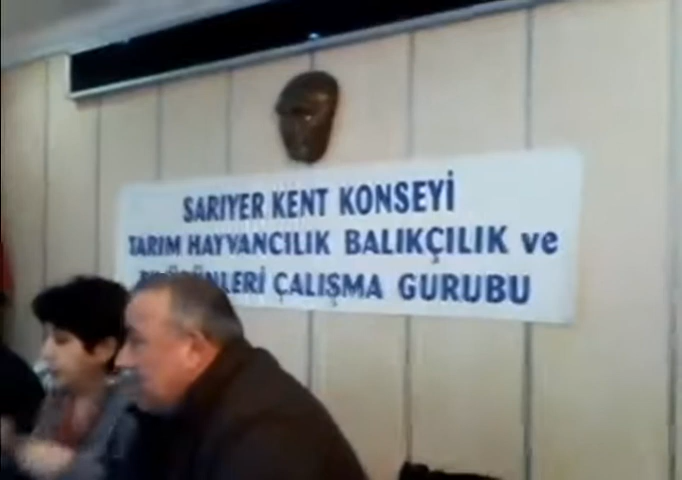 SARIYER KENT KONSEYİ
TARIM HAYVANCILIK BALIKÇILIK ve
ÇALIŞMA GURUBU